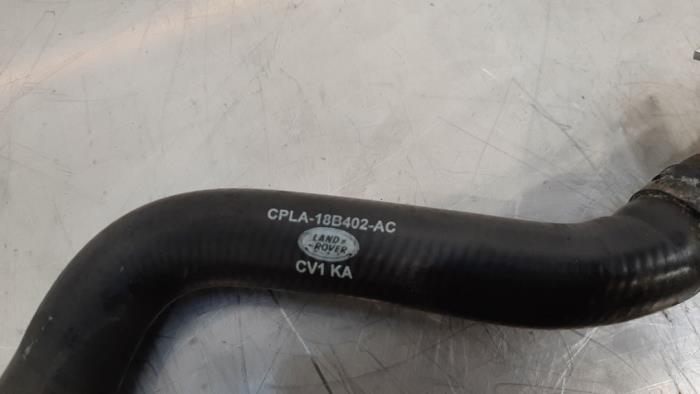 CPLA-18B402-AC
LAND
ROVER
CV1 KA